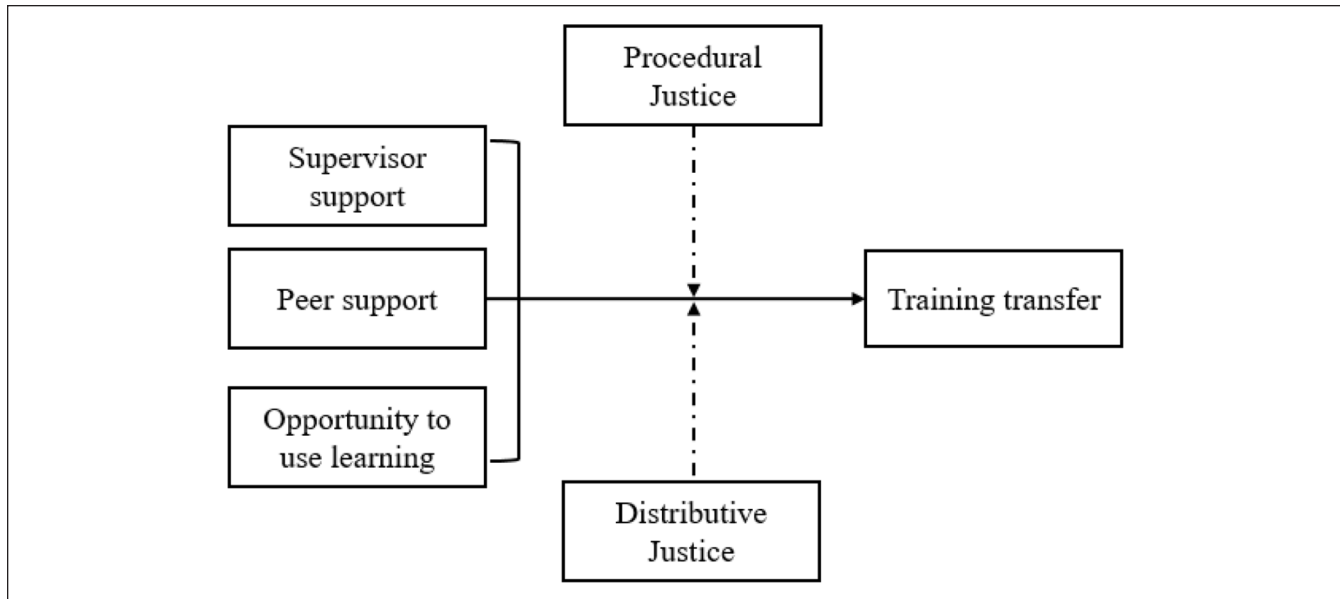 Procedural
Justice
Supervisor
support
Peer support
Training transfer
Opportunity to
use learning
Distributive
Justice